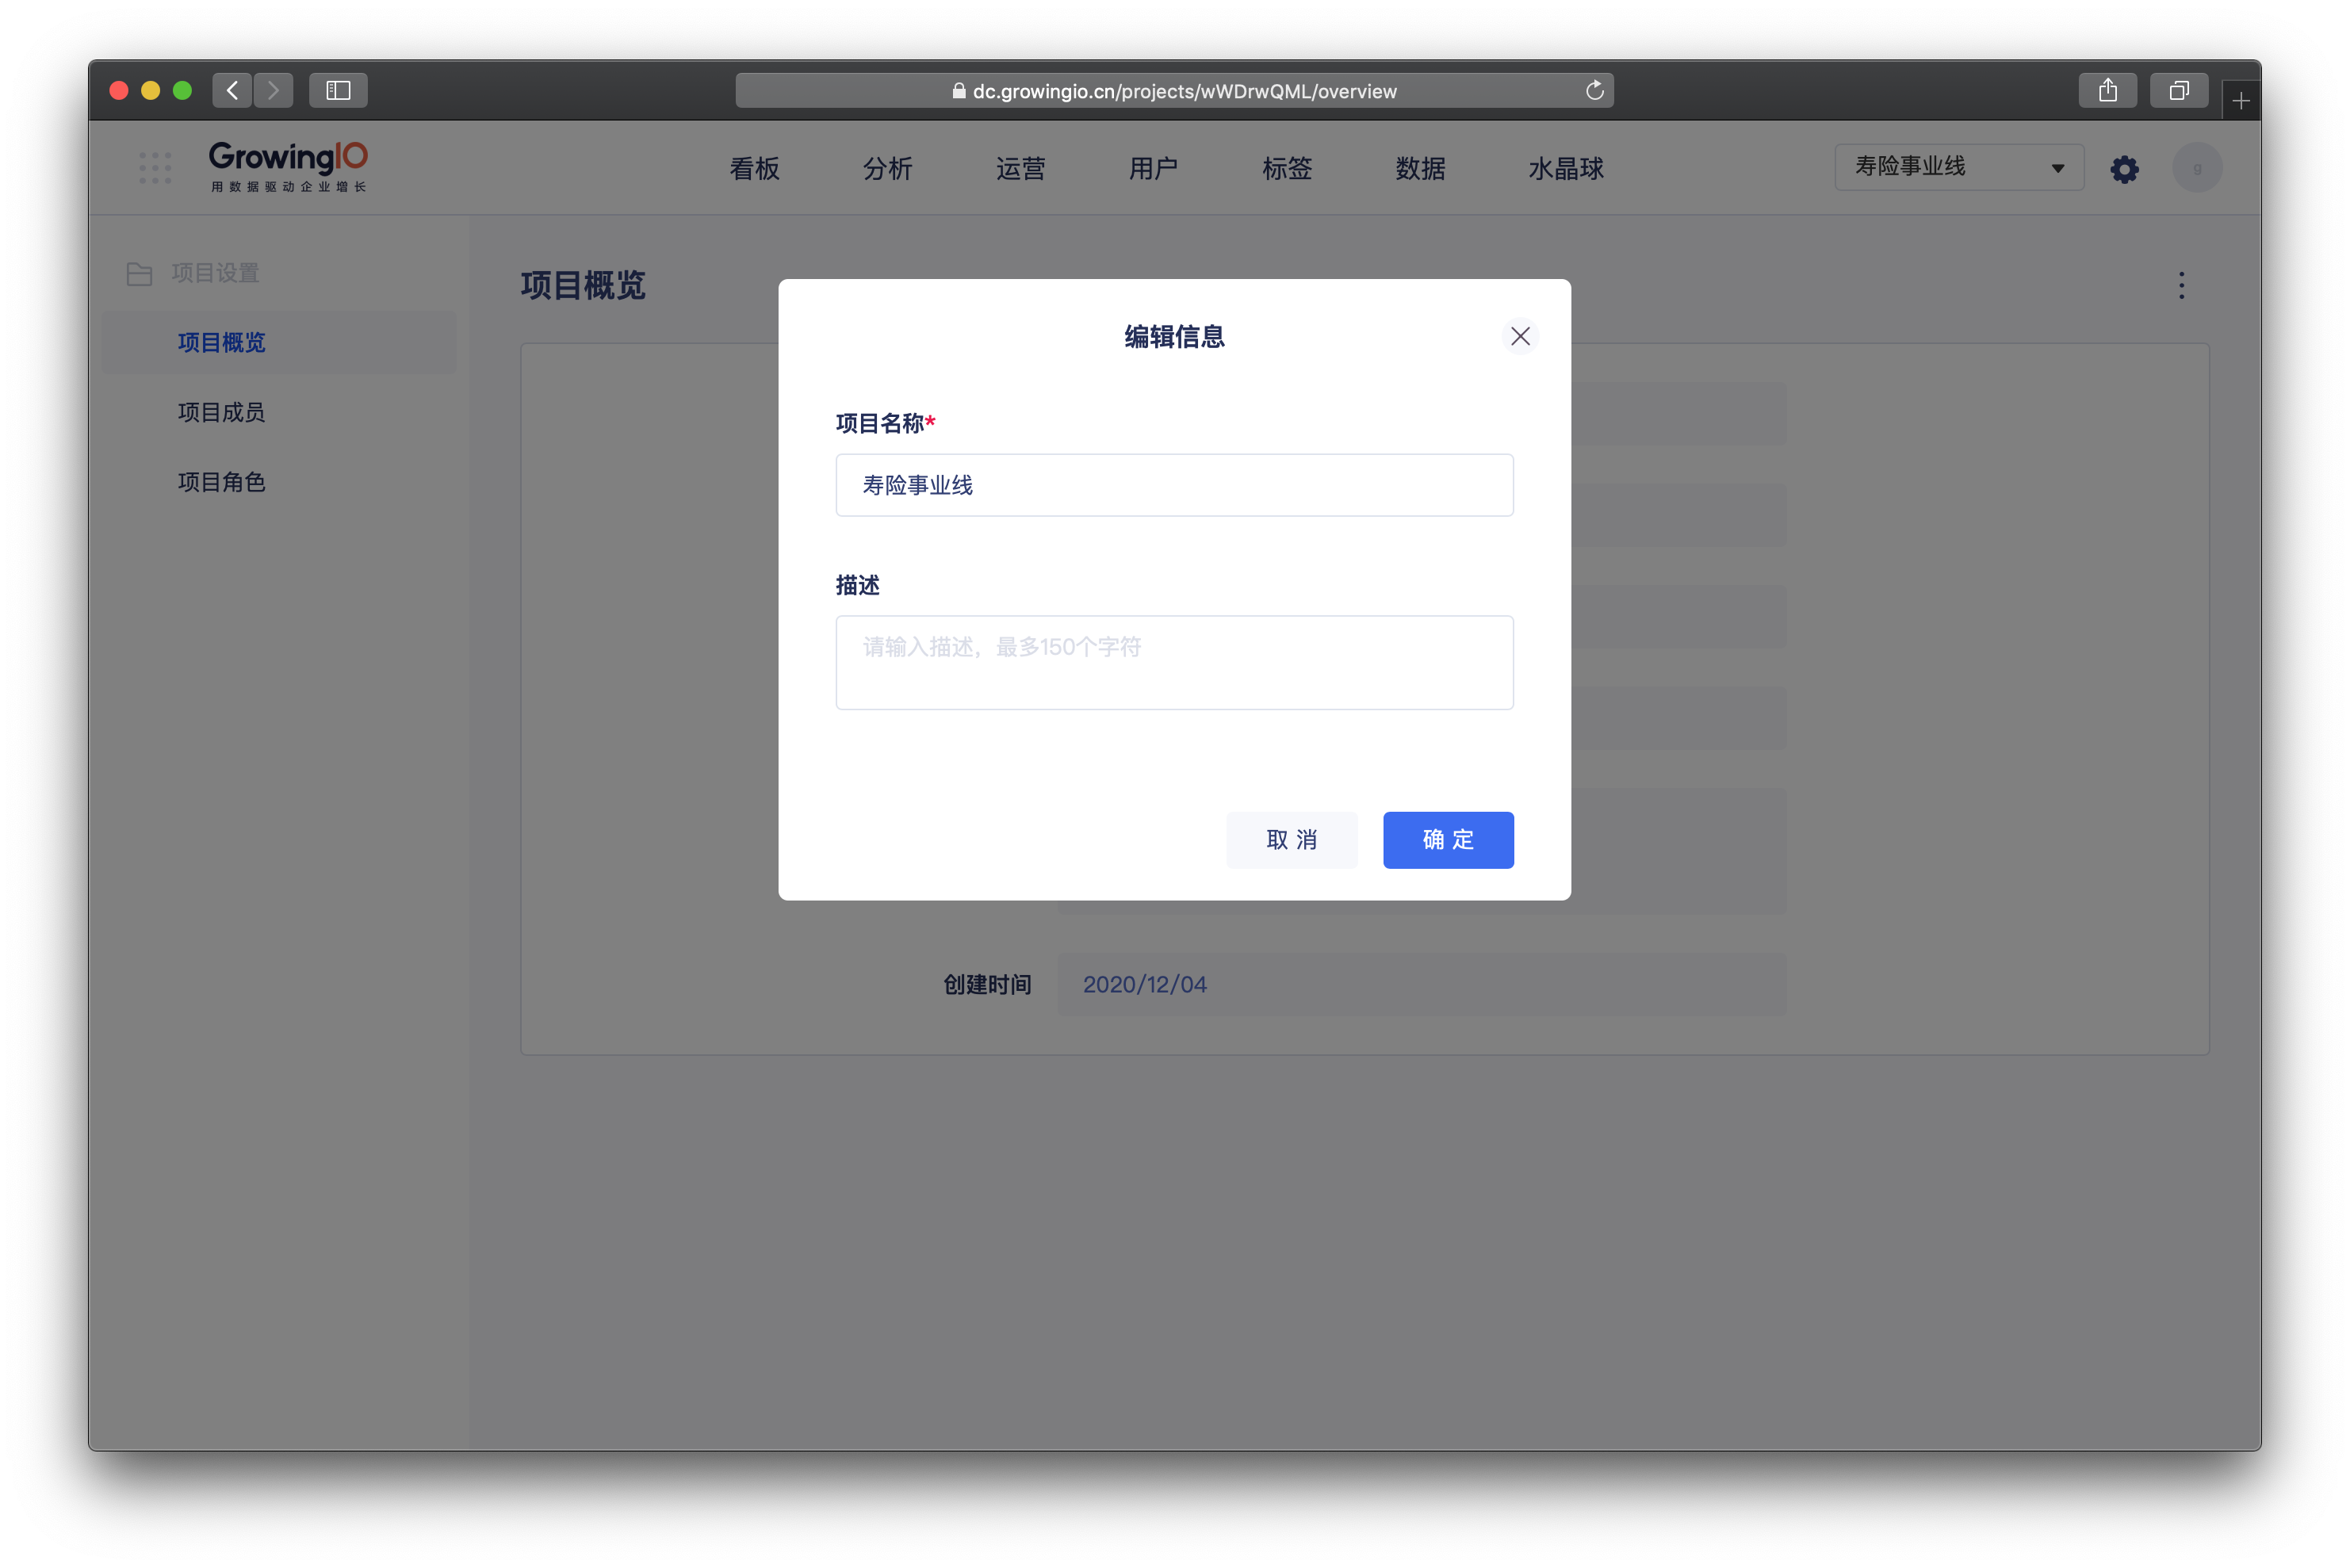 dc.growingio.cn/projects/wWDrwQML/overview
GrowingIO
用数据驱动企业增长
看板 分析 运营 用户 标签 数据 水晶球
寿险事业线
g
项目设置
项目概览
项目成员
项目角色
项目概览
编辑信息
项目名称*
寿险事业线
描述
请输入描述，最多150个字符
取 消 确 定
创建时间 2020/12/04